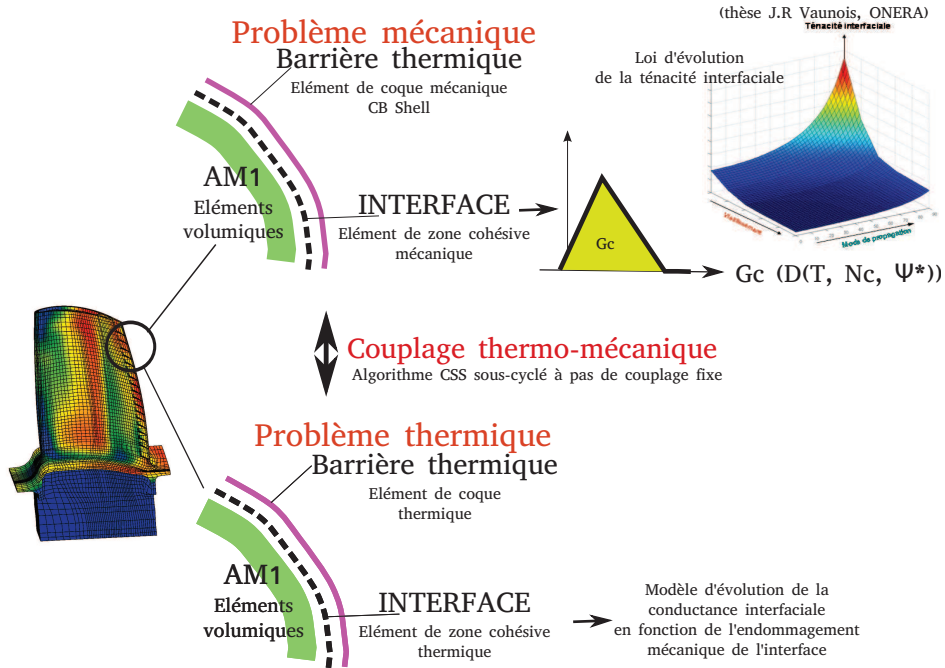 (thèse J.R Vaunois, ONERA)
Ténacité interfaciale
Problème mécanique
Barrière thermique
Elément de coque mécanique
CB Shell
Loi d'évolution
de la ténacité interfaciale
AM1
Eléments
volumiques
INTERFACE
Elément de zone cohésive
mécanique
Gc
Mode de propagation
Gc (D(T, Nc, Ψ*))
Couplage thermo-mécanique
Algorithme CSS sous-cyclé à pas de couplage fixe
Problème thermique
Barrière thermique
Elément de coque
thermique
AM1
Eléments
volumiques
INTERFACE
Elément de zone cohésive
thermique
Modèle d'évolution de la
conductance interfaciale
en fonction de l'endommagement
mécanique de l'interface